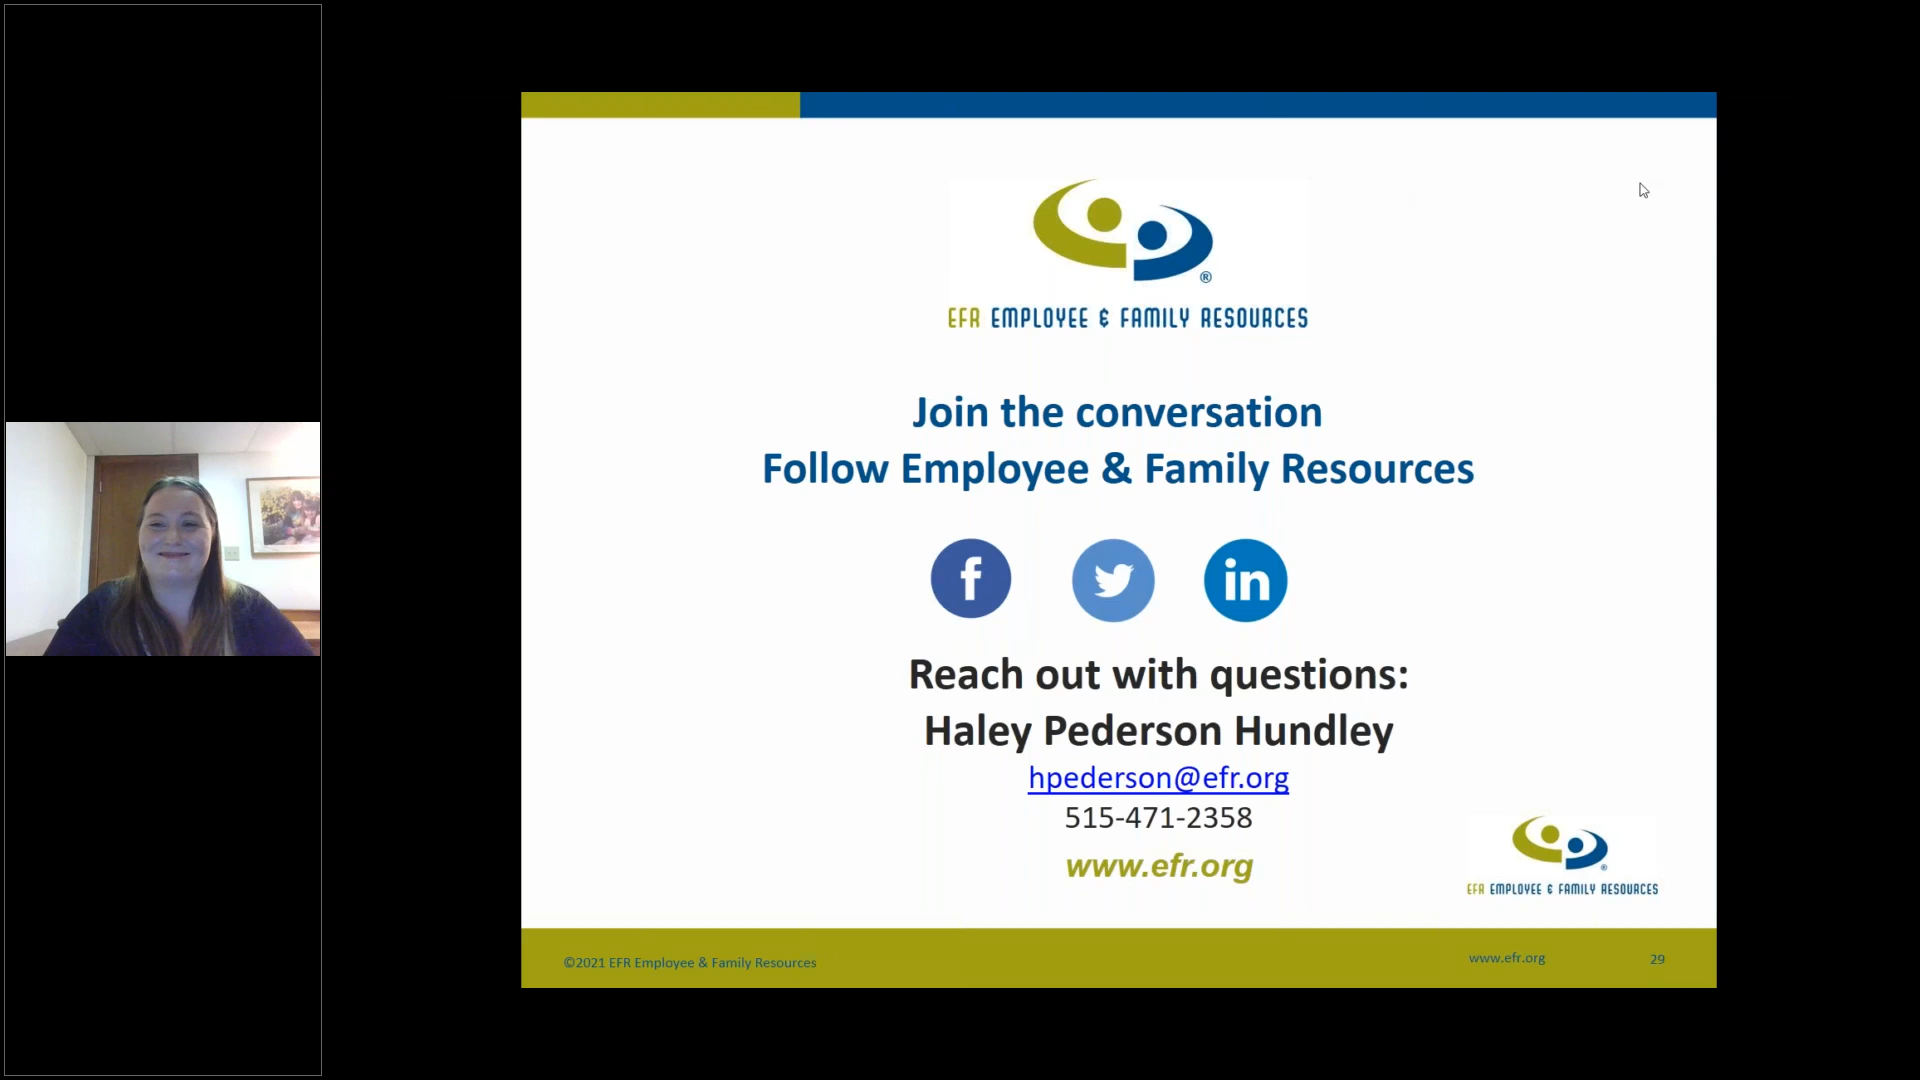 ®
EFR EMPLOYEE & FAMILY RESOURCES
Join the conversation
Follow Employee & Family Resources
f
in
Reach out with questions:
Haley Pederson Hundley
hpederson@efr.org
515-471-2358
www.efr.org
®
EFR EMPLOYEE & FAMILY RESOURCES
©2021 EFR Employee & Family Resources
www.efr.org
29